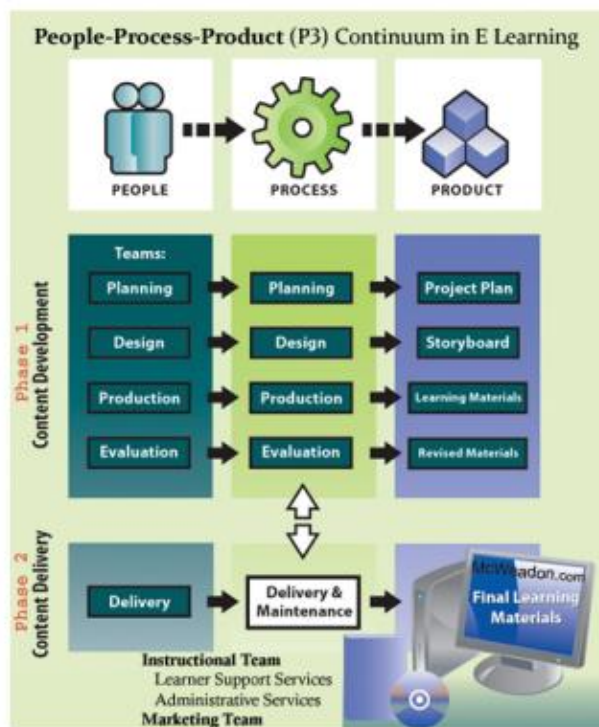 People-Process-Product (P3) Continuum in E Learning
PEOPLE
PROCESS
PRODUCT
Phase 1
Content Development
Teams:
Planning
Planning
Project Plan
Design
Design
Storyboard
Production
Production
Learning Materials
Evaluation
Evaluation
Revised Materials
Phase 2
Content Delivery
Delivery
Delivery &
Maintenance
McWeadon.com
Final Learning
Materials
Instructional Team
Learner Support Services
Administrative Services
Marketing Team